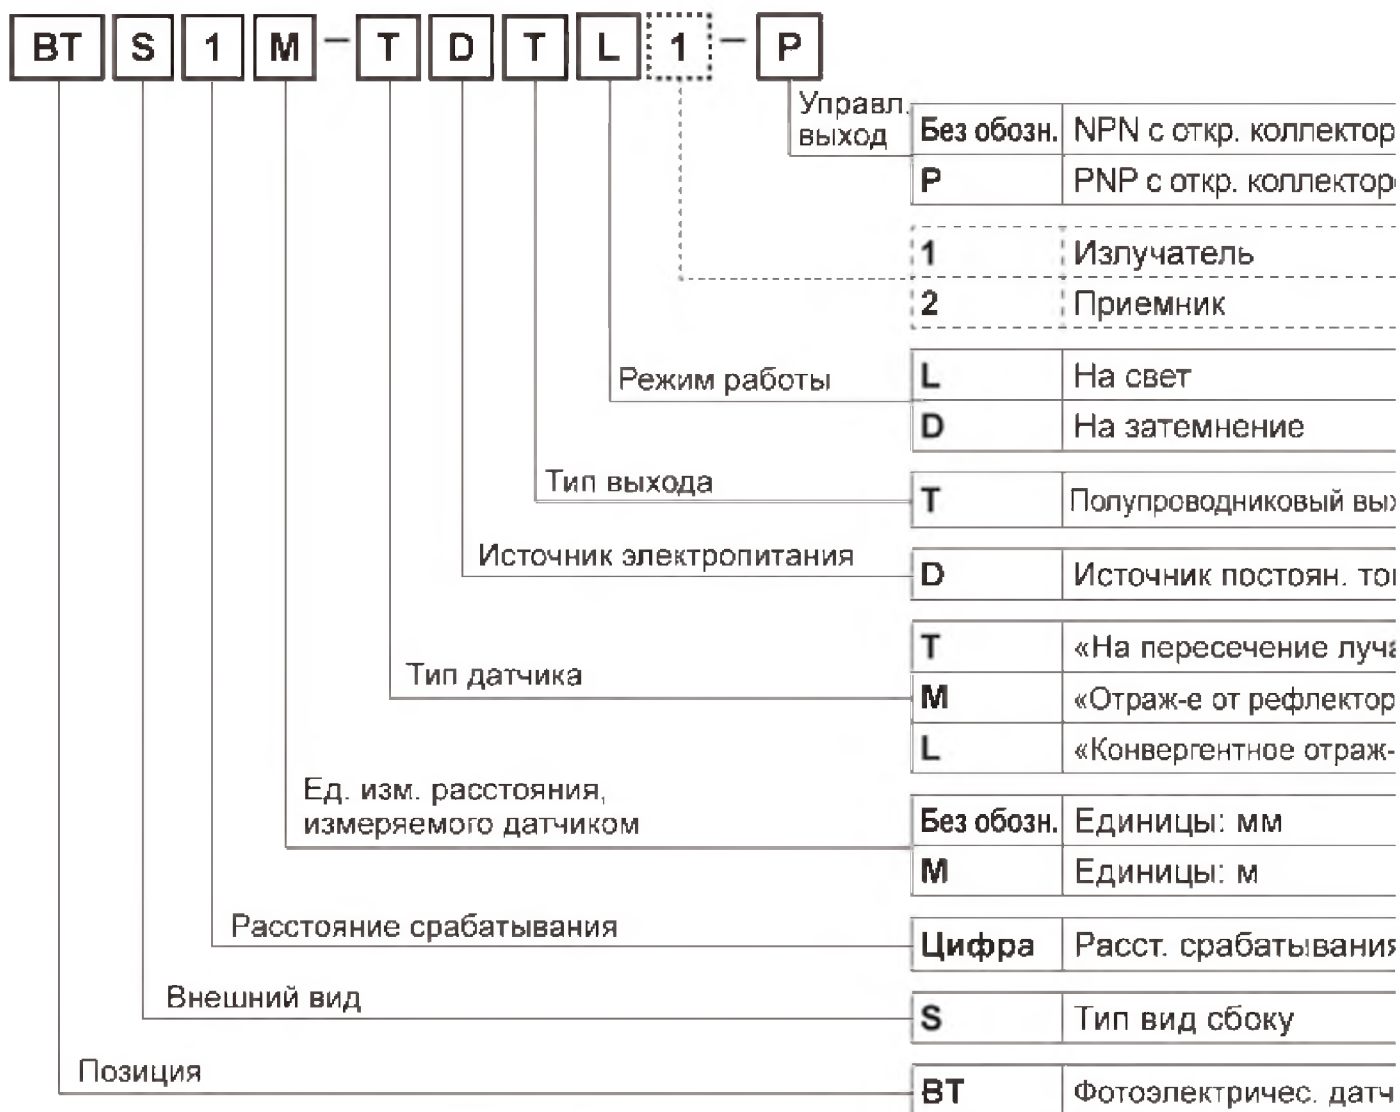 BT S 1 M - T D T L 1 - P
Управл. выход
Без обозн. NPN с откр. коллектор
P PNP с откр. коллектор
1 Излучатель
2 Приемник
Режим работы
L На свет
D На затемнение
Тип выхода
T Полупроводниковый вы
Источник электропитания
D Источник постоян. то
Тип датчика
T «На пересечение луч
M «Отраж-е от рефлектор
L «Конвергентное отраж-
Ед. изм. расстояния,
измеряемого датчиком
Без обозн. Единицы: мм
M Единицы: м
Расстояние срабатывания
Цифра Расст. срабатывания
Внешний вид
S Тип вид сбоку
Позиция
BT Фотоэлектричес. датч